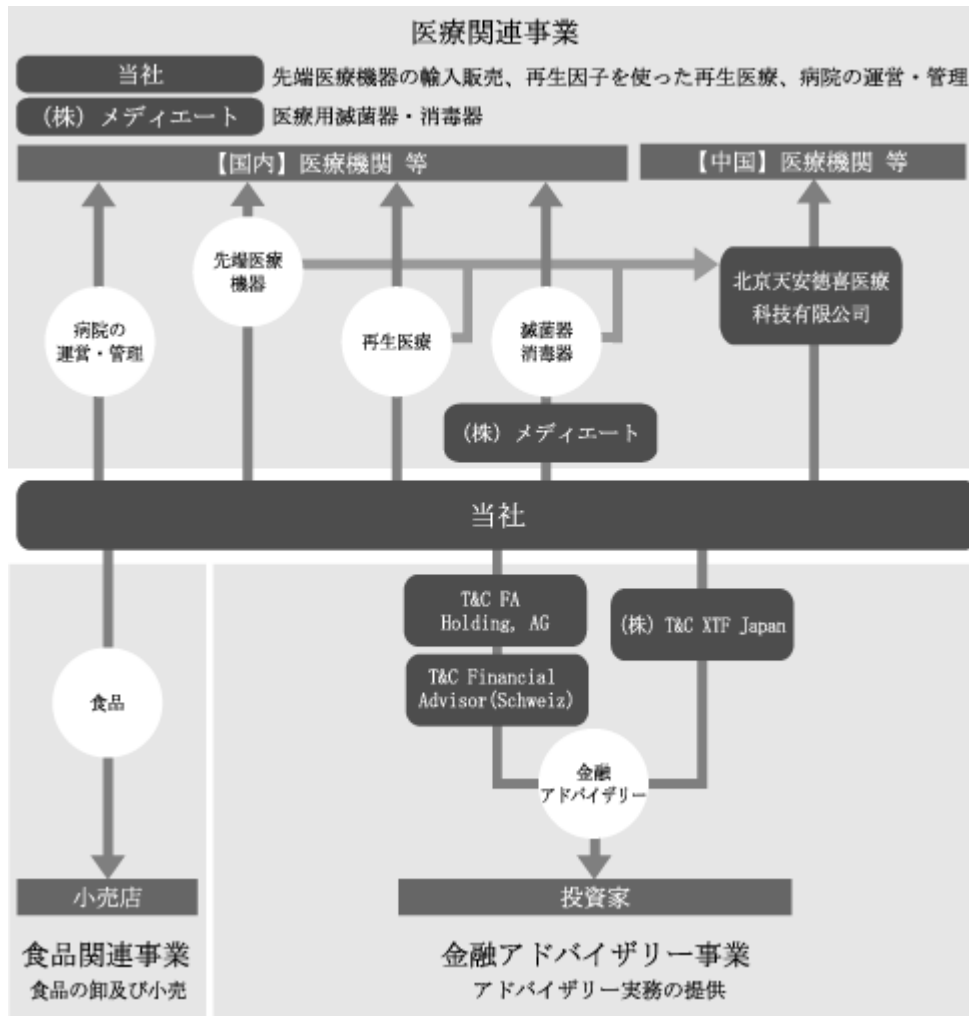 医療関連事業
当社
先端医療機器の輸入販売、再生因子を使った再生医療、病院の運営・管理
(株) メディエート
医療用滅菌器・消毒器
【国内】医療機関 等
【中国】医療機関 等
先端医療
機器
北京天安徳喜医療
科技有限公司
病院の
運営・管理
再生医療
滅菌器
消毒器
(株) メディエート
当社
T&C FA
Holding, AG
(株) T&C XTF Japan
T&C Financial
Advisor(Schweiz)
食品
金融
アドバイザリー
小売店
投資家
食品関連事業
食品の卸及び小売
金融アドバイザリー事業
アドバイザリー実務の提供